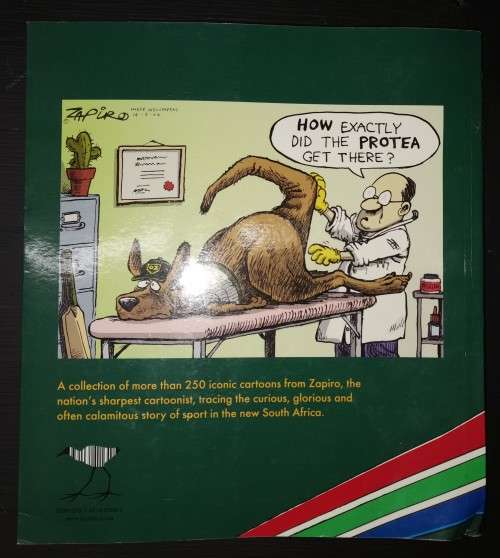 ZAPIRO
HOW EXACTLY
DID THE PROTEA
GET THERE?
A collection of more than 250 iconic cartoons from Zapiro, the
nation's sharpest cartoonist, tracing the curious, glorious and
often calamitous story of sport in the new South Africa.